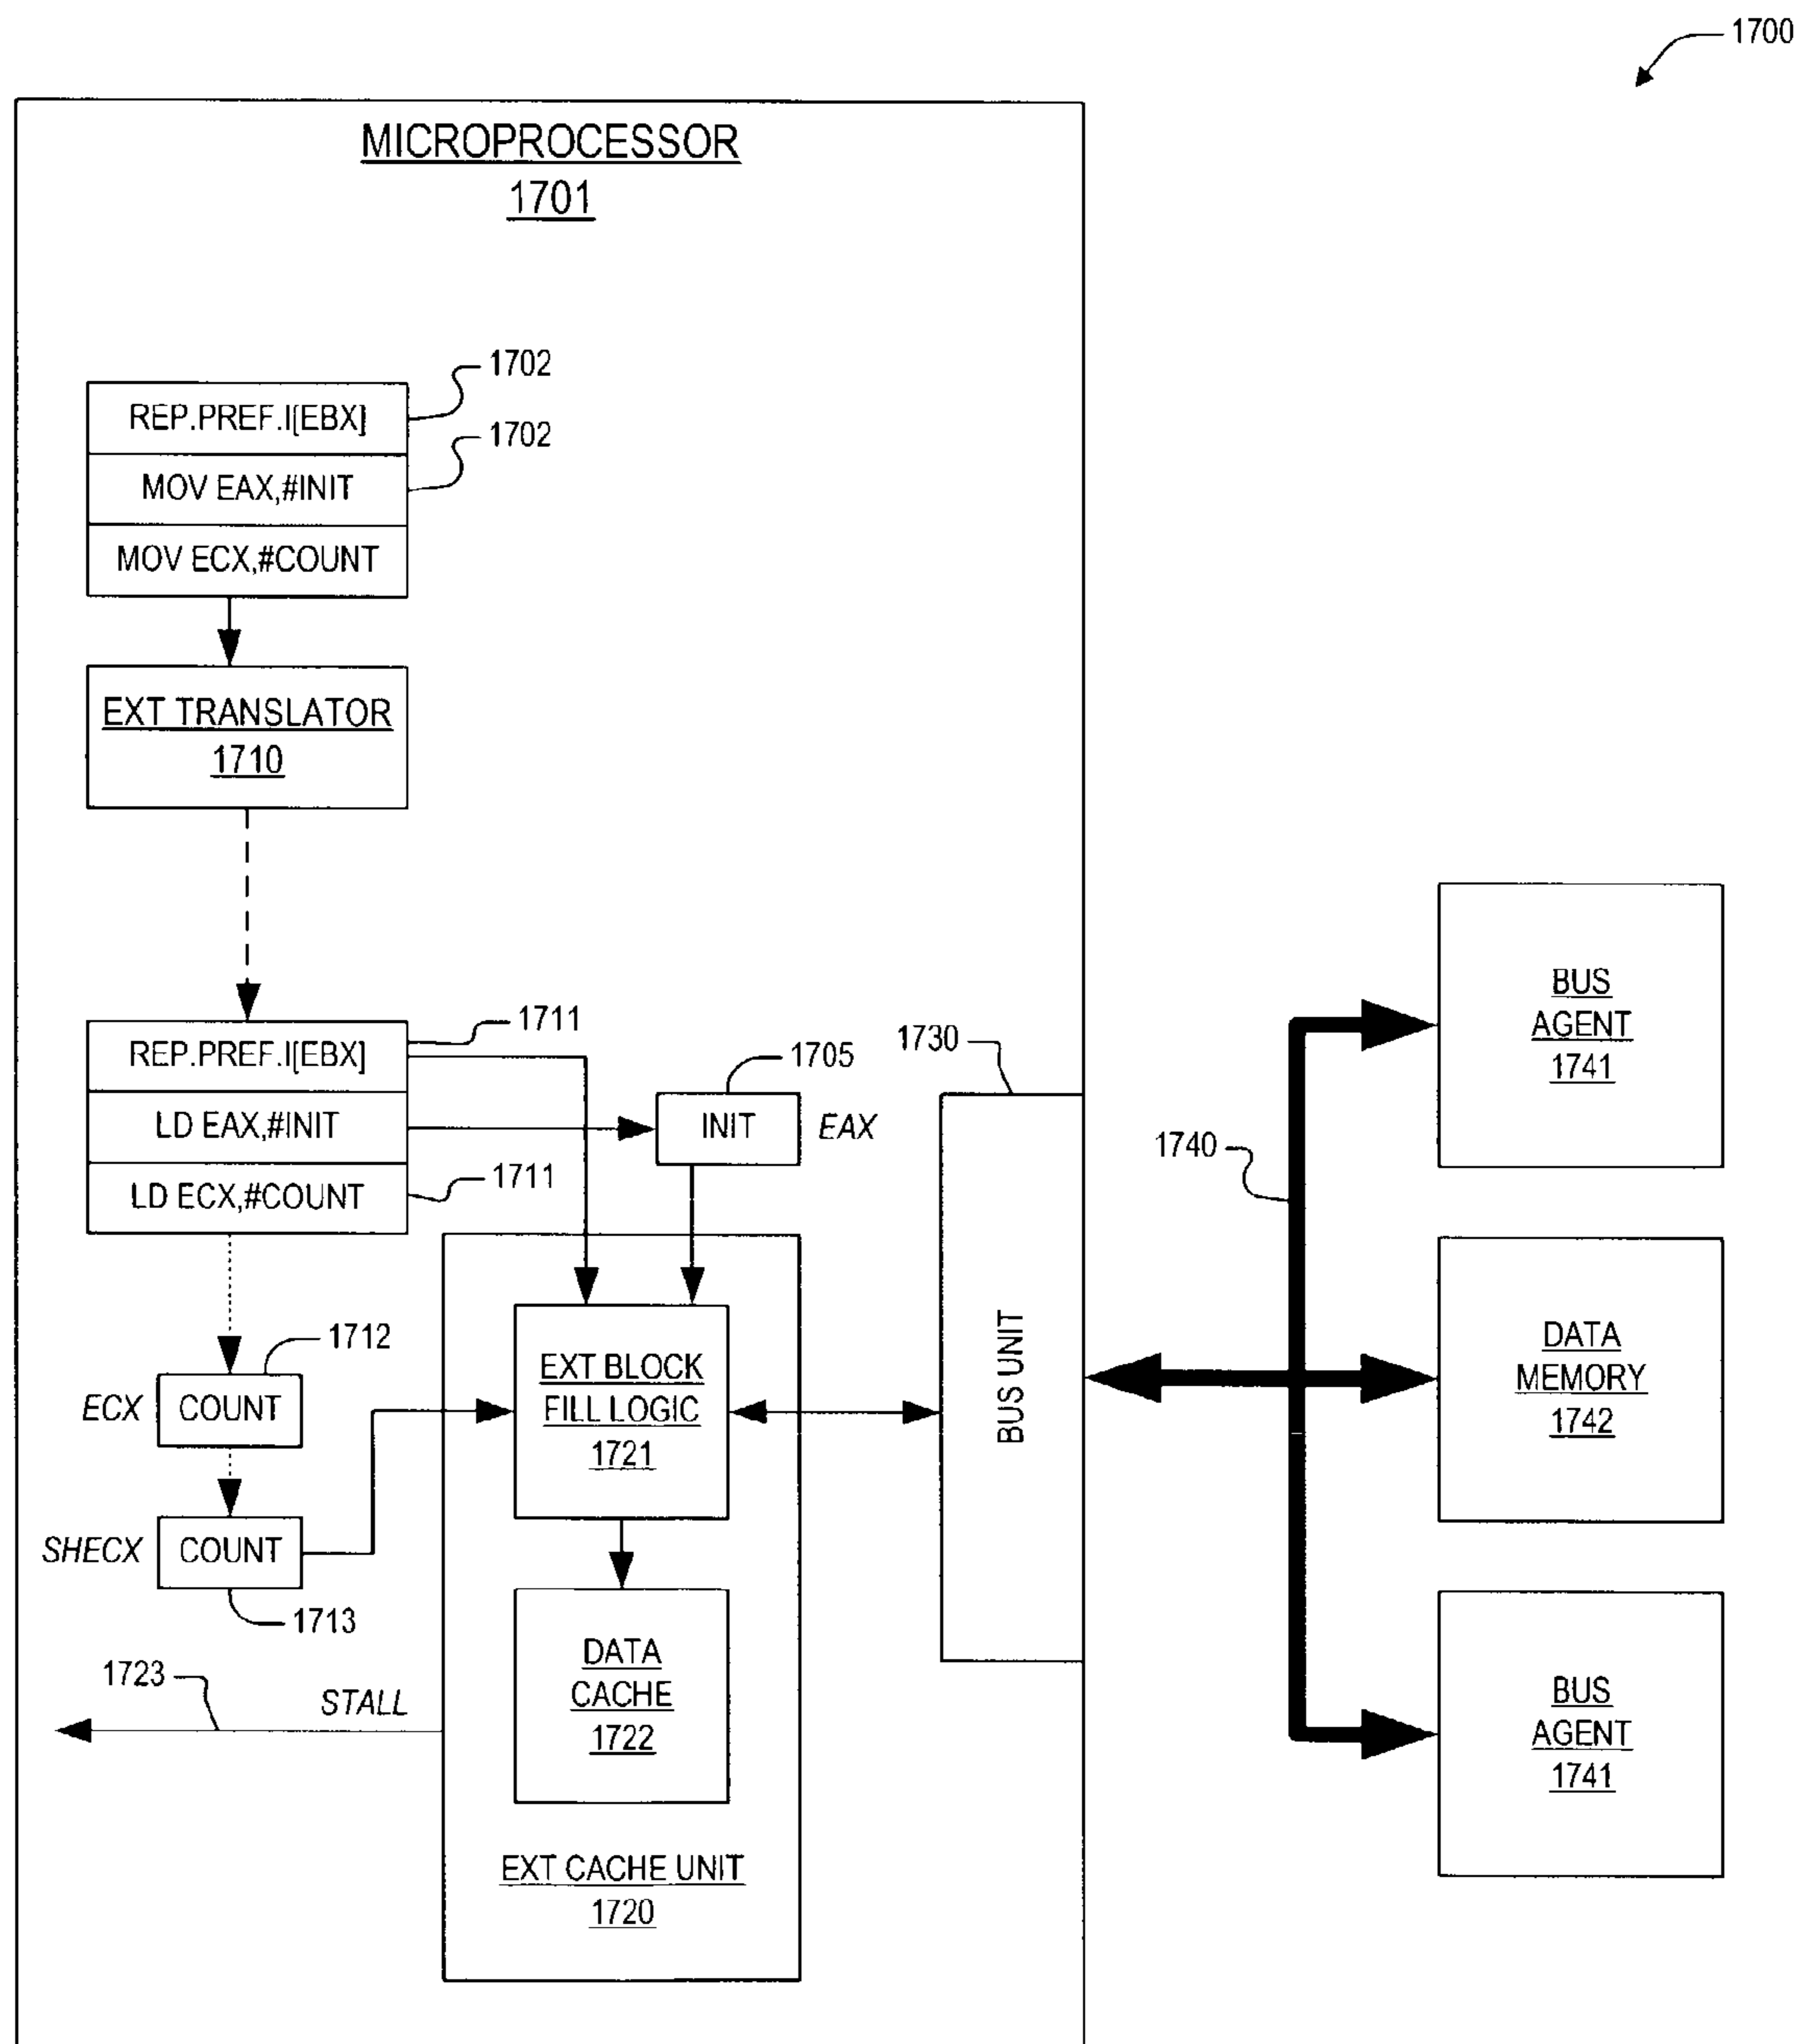 1700
MICROPROCESSOR
1701
1702
REP.PREF.I[EBX]
1702
MOV EAX,#INIT
MOV ECX,#COUNT
EXT TRANSLATOR
1710
1711
REP.PREF.I[EBX]
LD EAX,#INIT
1711
LD ECX,#COUNT
1705
INIT
EAX
1730
BUS UNIT
1740
BUS
AGENT
1741
1712
ECX
COUNT
SHECX
COUNT
1713
EXT BLOCK
FILL LOGIC
1721
DATA
MEMORY
1742
1723
STALL
DATA
CACHE
1722
EXT CACHE UNIT
1720
BUS
AGENT
1741